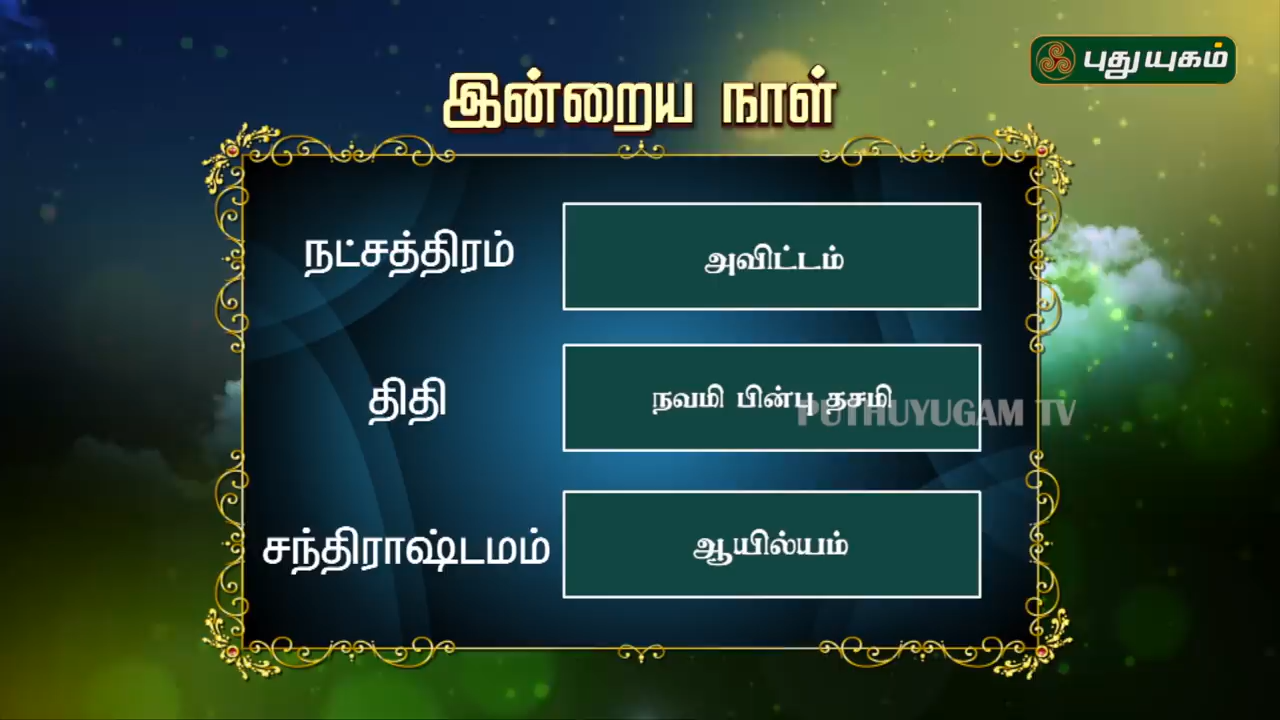 புதுயுகம்
இன்றைய நாள்
நட்சத்திரம்
அவிட்டம்
திதி
நவமி பின்பு தசமி
PUTHUYUGAM TV
சந்திராஷ்டமம்
ஆயில்யம்